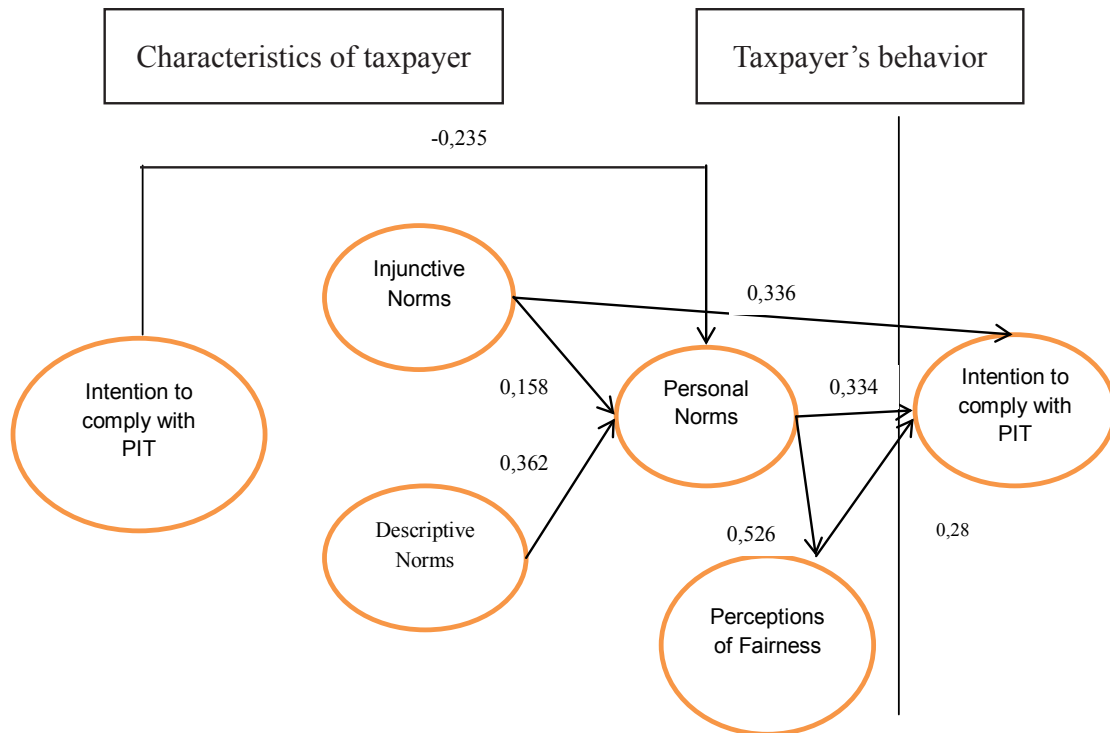 Characteristics of taxpayer
Taxpayer’s behavior
-0,235
Injunctive
Norms
0,336
Intention to
comply with
PIT
0,158
Personal
Norms
0,334
Intention to
comply with
PIT
0,362
Descriptive
Norms
0,526
0,28
Perceptions
of Fairness